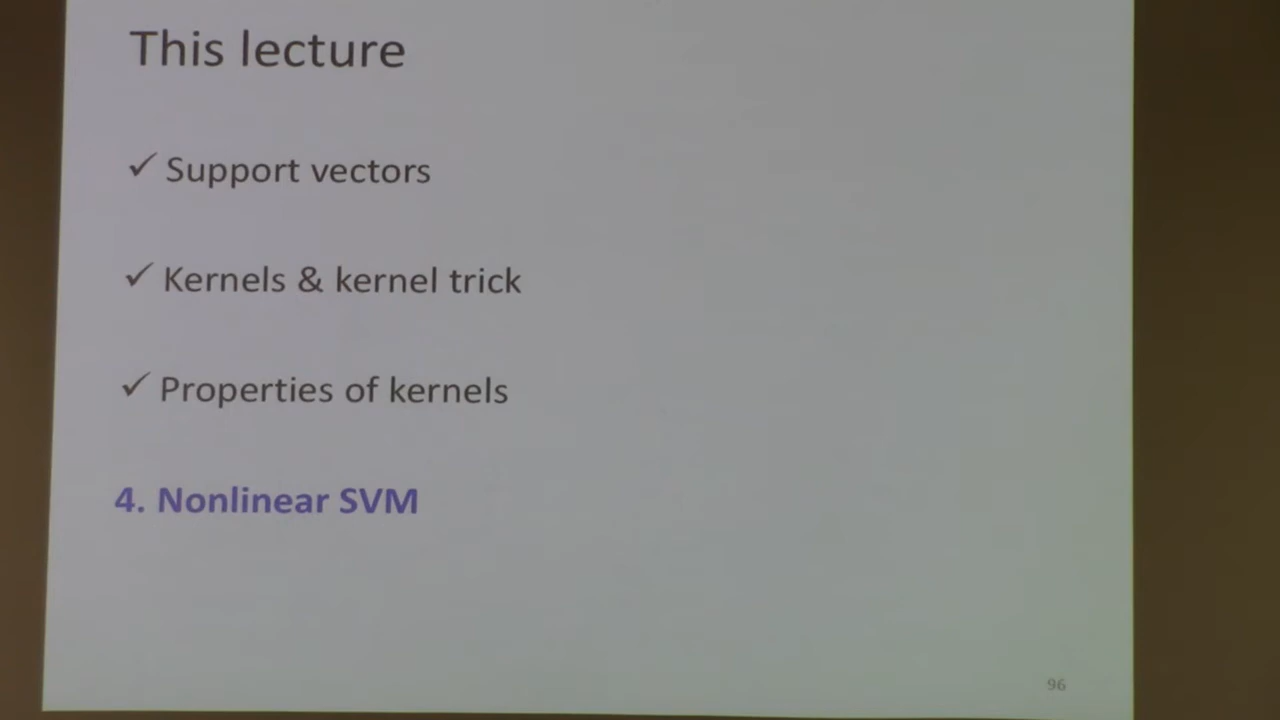 This lecture
✓ Support vectors
✓ Kernels & kernel trick
✓ Properties of kernels
4. Nonlinear SVM
96